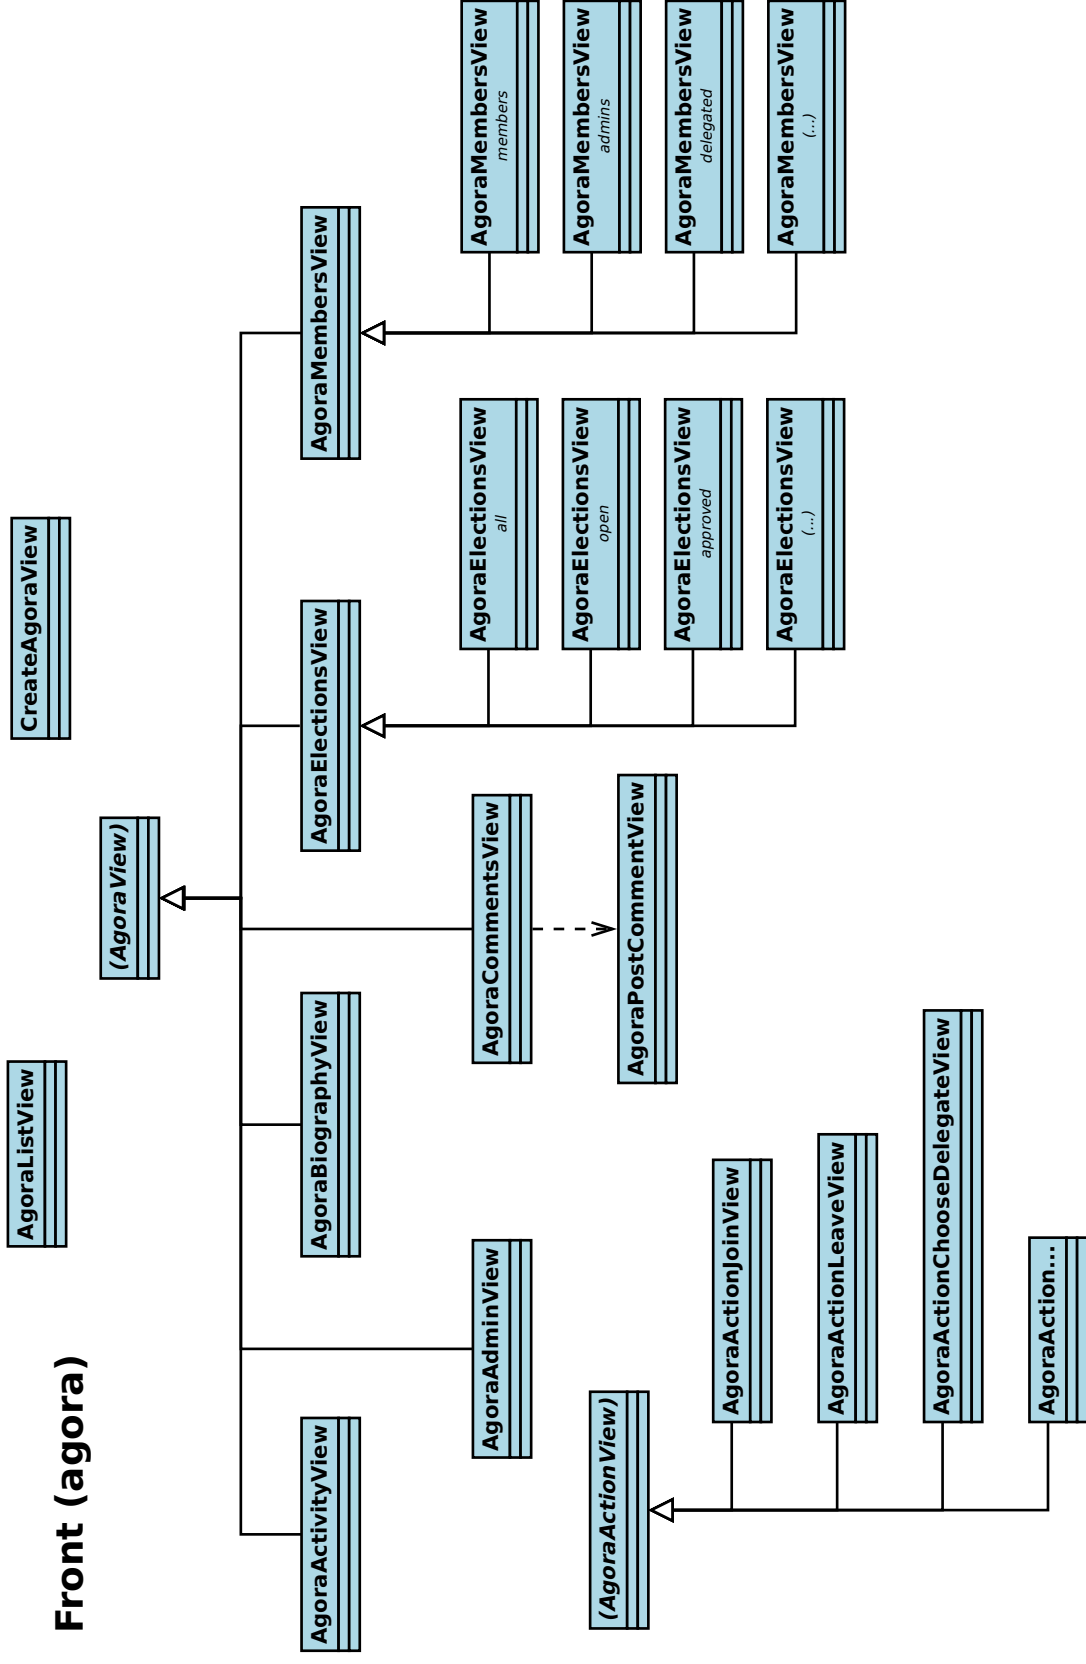 Front (agora)
AgoraListView
CreateAgoraView
(AgoraView)
AgoraActivityView
AgoraBiographyView
AgoraElectionsView
AgoraMembersView
AgoraAdminView
AgoraCommentsView
AgoraElectionsView
all
AgoraMembersView
members
AgoraElectionsView
open
AgoraMembersView
admins
(AgoraActionView)
AgoraPostCommentView
AgoraElectionsView
approved
AgoraMembersView
delegated
AgoraActionJoinView
AgoraElectionsView
(...)
AgoraMembersView
(...)
AgoraActionLeaveView
AgoraActionChooseDelegateView
AgoraAction...